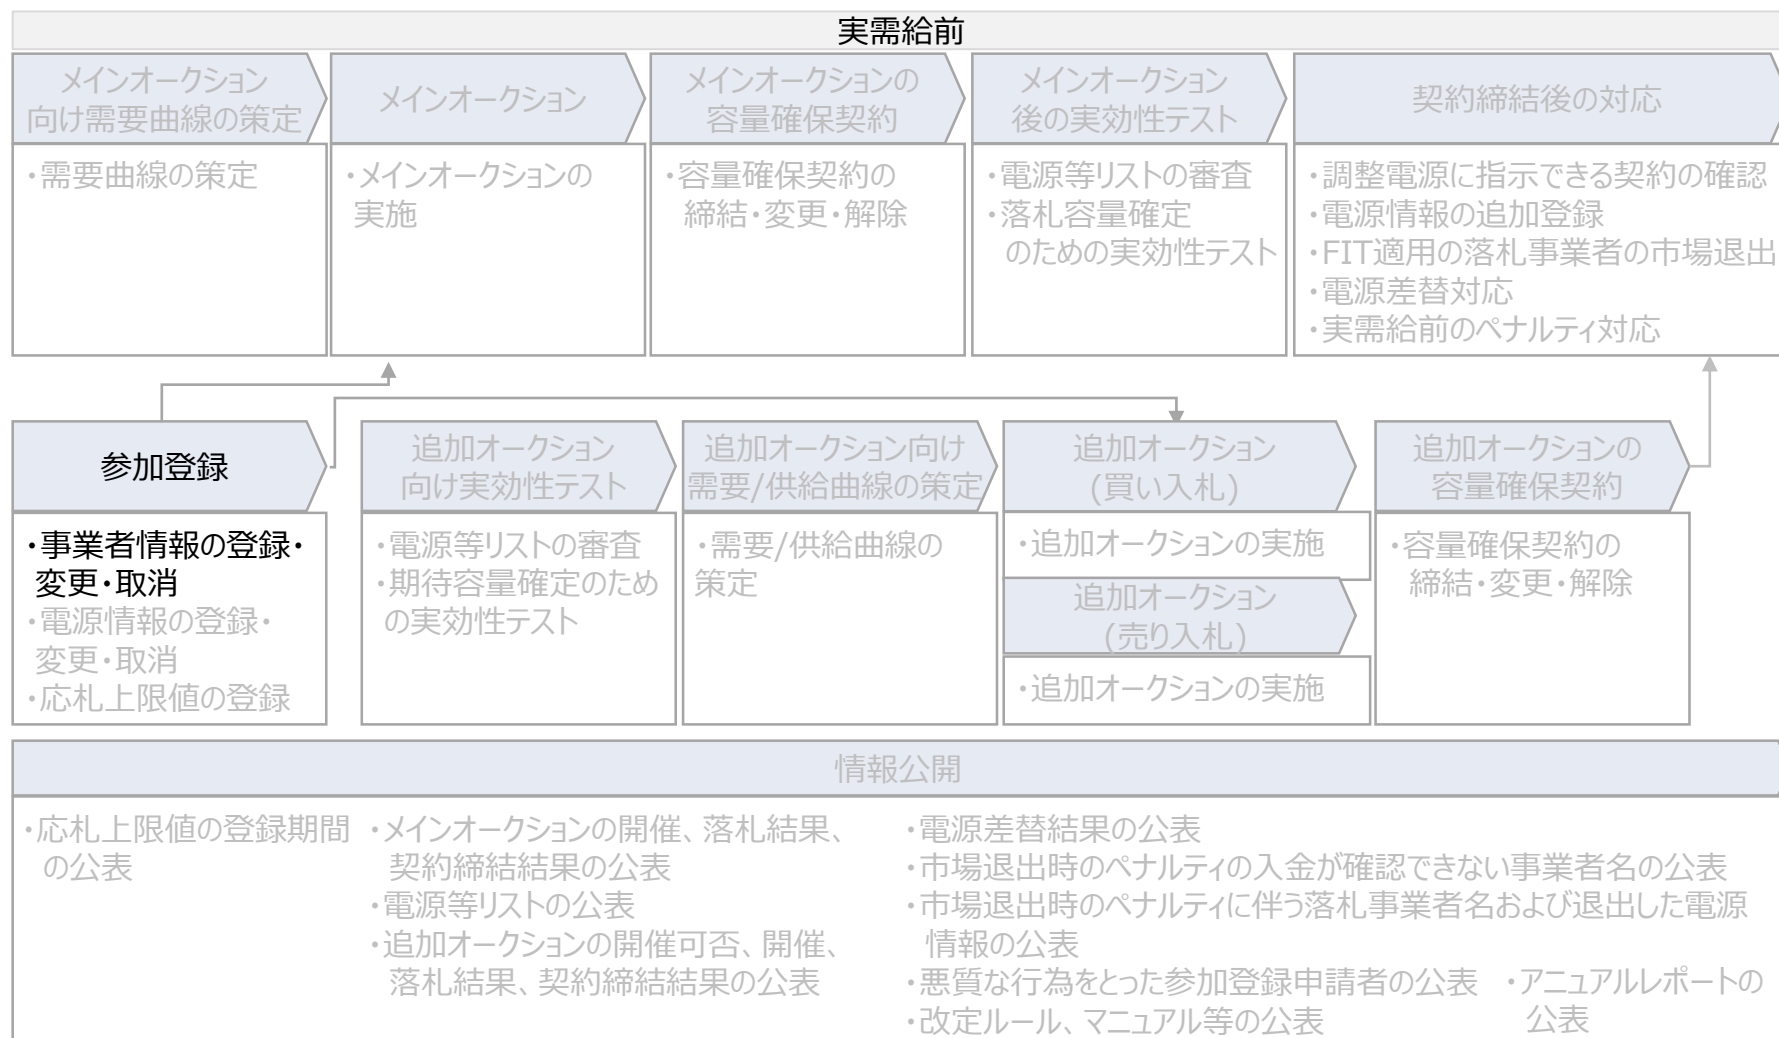 実需給前
メインオークション
向け需要曲線の策定
・需要曲線の策定
メインオークション
・メインオークションの
実施
メインオークションの
容量確保契約
・容量確保契約の
締結・変更・解除
メインオークション
後の実効性テスト
・電源等リストの審査
・落札容量確定
のための実効性テスト
契約締結後の対応
・調整電源に指示できる契約の確認
・電源情報の追加登録
・FIT適用の落札事業者の市場退出
・電源差替対応
・実需給前のペナルティ対応
参加登録
・事業者情報の登録・
変更・取消
・電源情報の登録・
変更・取消
・応札上限値の登録
追加オークション
向け実効性テスト
・電源等リストの審査
・期待容量確定のため
の実効性テスト
追加オークション向け
需要/供給曲線の策定
・需要/供給曲線の
策定
追加オークション
(買い入札)
・追加オークションの実施
追加オークション
(売り入札)
・追加オークションの実施
追加オークションの
容量確保契約
・容量確保契約の
締結・変更・解除
情報公開
・応札上限値の登録期間
の公表
・メインオークションの開催、落札結果、
契約締結結果の公表
・電源等リストの公表
・追加オークションの開催可否、開催、
落札結果、契約締結結果の公表
・電源差替結果の公表
・市場退出時のペナルティの入金が確認できない事業者名の公表
・市場退出時のペナルティに伴う落札事業者名および退出した電源
情報の公表
・悪質な行為をとった参加登録申請者の公表
・改定ルール、マニュアル等の公表
・アニュアルレポートの
公表